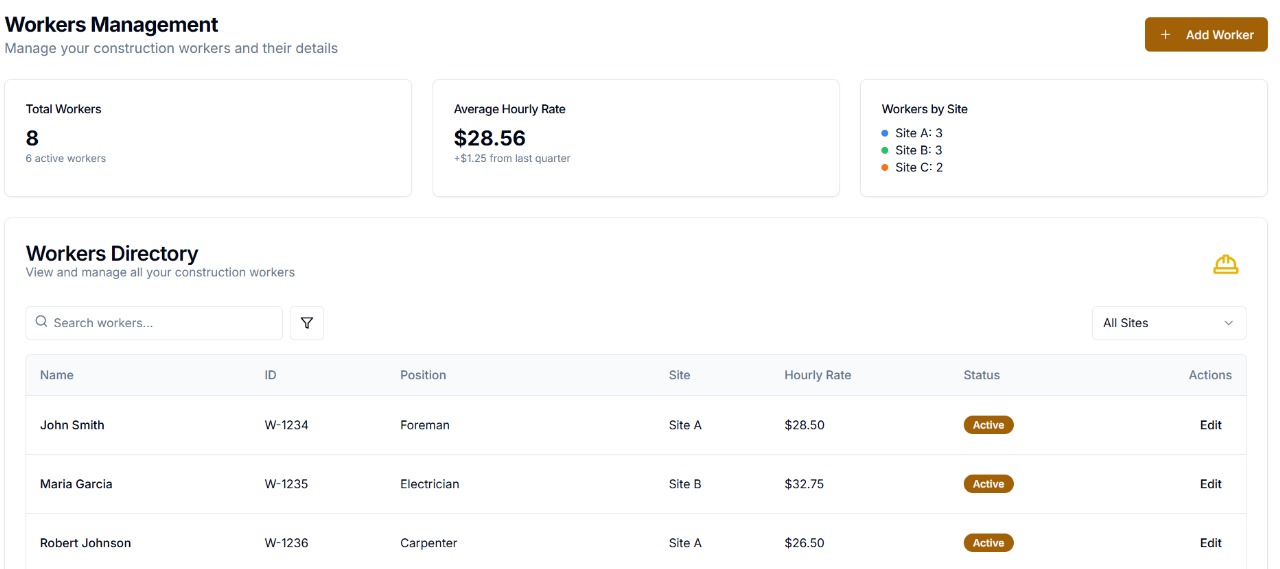 Workers Management
Manage your construction workers and their details
+ Add Worker
Total Workers
8
6 active workers
Average Hourly Rate
$28.56
+$1.25 from last quarter
Workers by Site
Site A: 3
Site B: 3
Site C: 2
Workers Directory
View and manage all your construction workers
Search workers...
All Sites
Name ID Position Site Hourly Rate Status Actions
John Smith W-1234 Foreman Site A $28.50 Active Edit
Maria Garcia W-1235 Electrician Site B $32.75 Active Edit
Robert Johnson W-1236 Carpenter Site A $26.50 Active Edit